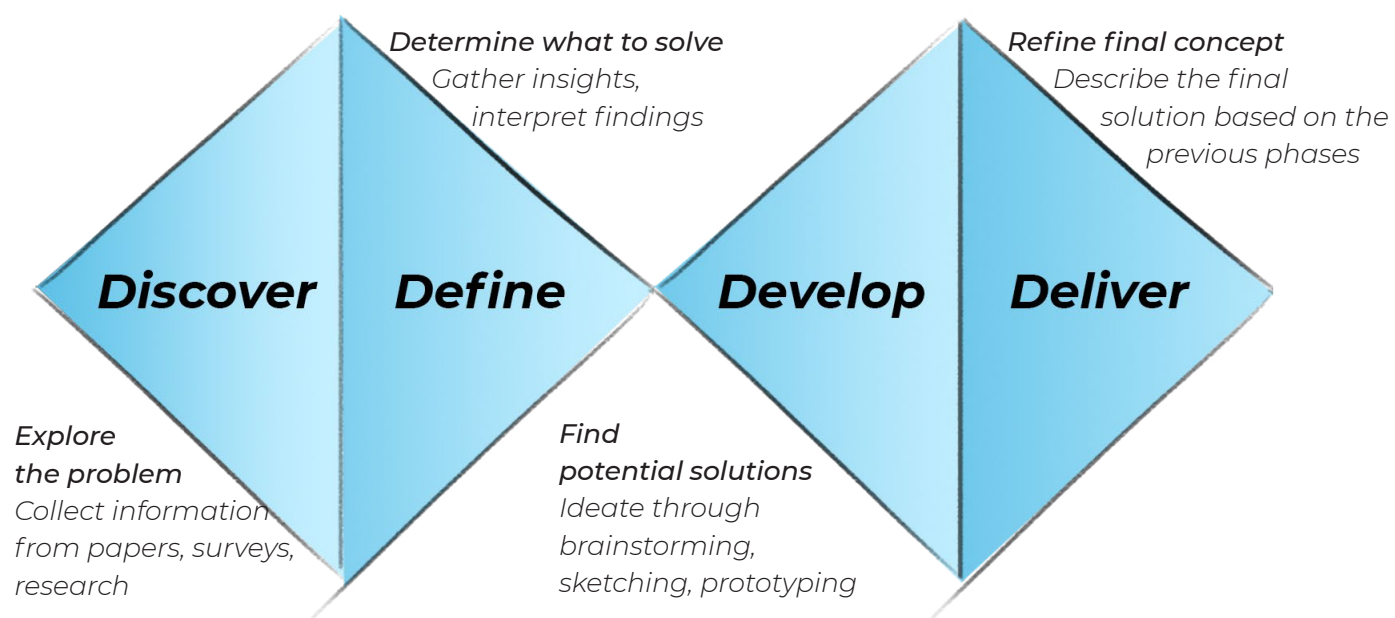 Determine what to solve
Gather insights,
interpret findings
Refine final concept
Describe the final
solution based on the
previous phases
Discover
Define
Develop
Deliver
Explore
the problem
Collect information
from papers, surveys,
research
Find
potential solutions
Ideate through
brainstorming,
sketching, prototyping